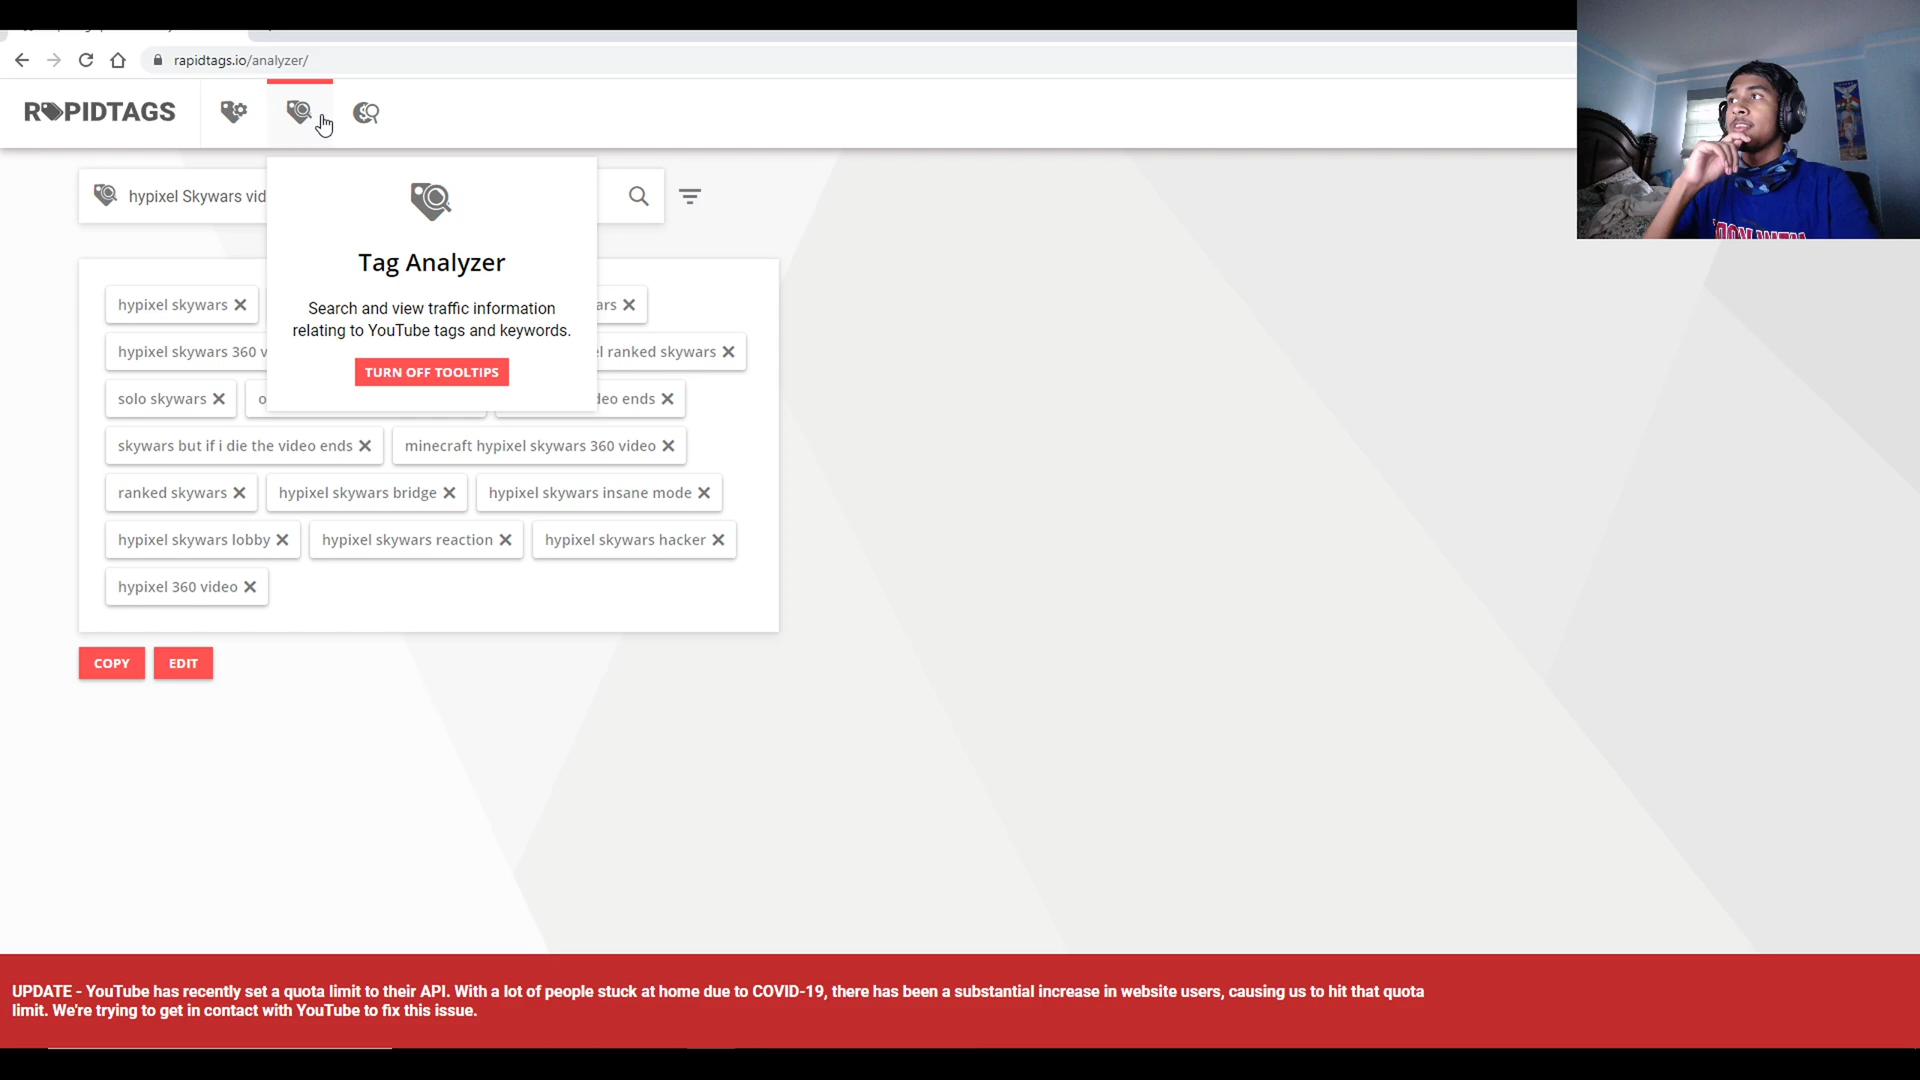 rapidtags.io/analyzer/
RAPIDTAGS
hypixel Skywars vid
Tag Analyzer
Search and view traffic information
relating to YouTube tags and keywords.
TURN OFF TOOLTIPS
hypixel skywars
ars
hypixel skywars 360 v
l ranked skywars
solo skywars
o
deo ends
skywars but if i die the video ends
minecraft hypixel skywars 360 video
ranked skywars
hypixel skywars bridge
hypixel skywars insane mode
hypixel skywars lobby
hypixel skywars reaction
hypixel skywars hacker
hypixel 360 video
COPY
EDIT
UPDATE - YouTube has recently set a quota limit to their API. With a lot of people stuck at home due to COVID-19, there has been a substantial increase in website users, causing us to hit that quota
limit. We're trying to get in contact with YouTube to fix this issue.